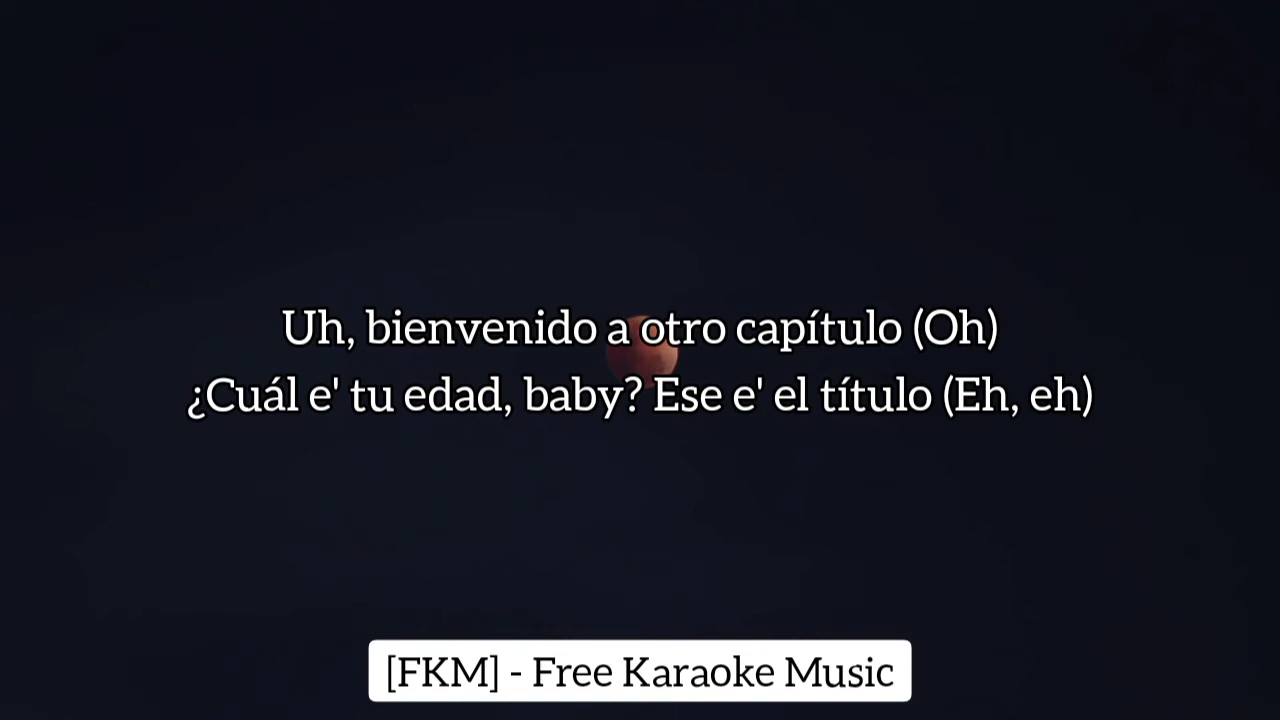 Uh, bienvenido a otro capítulo (Oh)
¿Cuál e' tu edad, baby? Ese e' el título (Eh, eh)
[FKM] - Free Karaoke Music